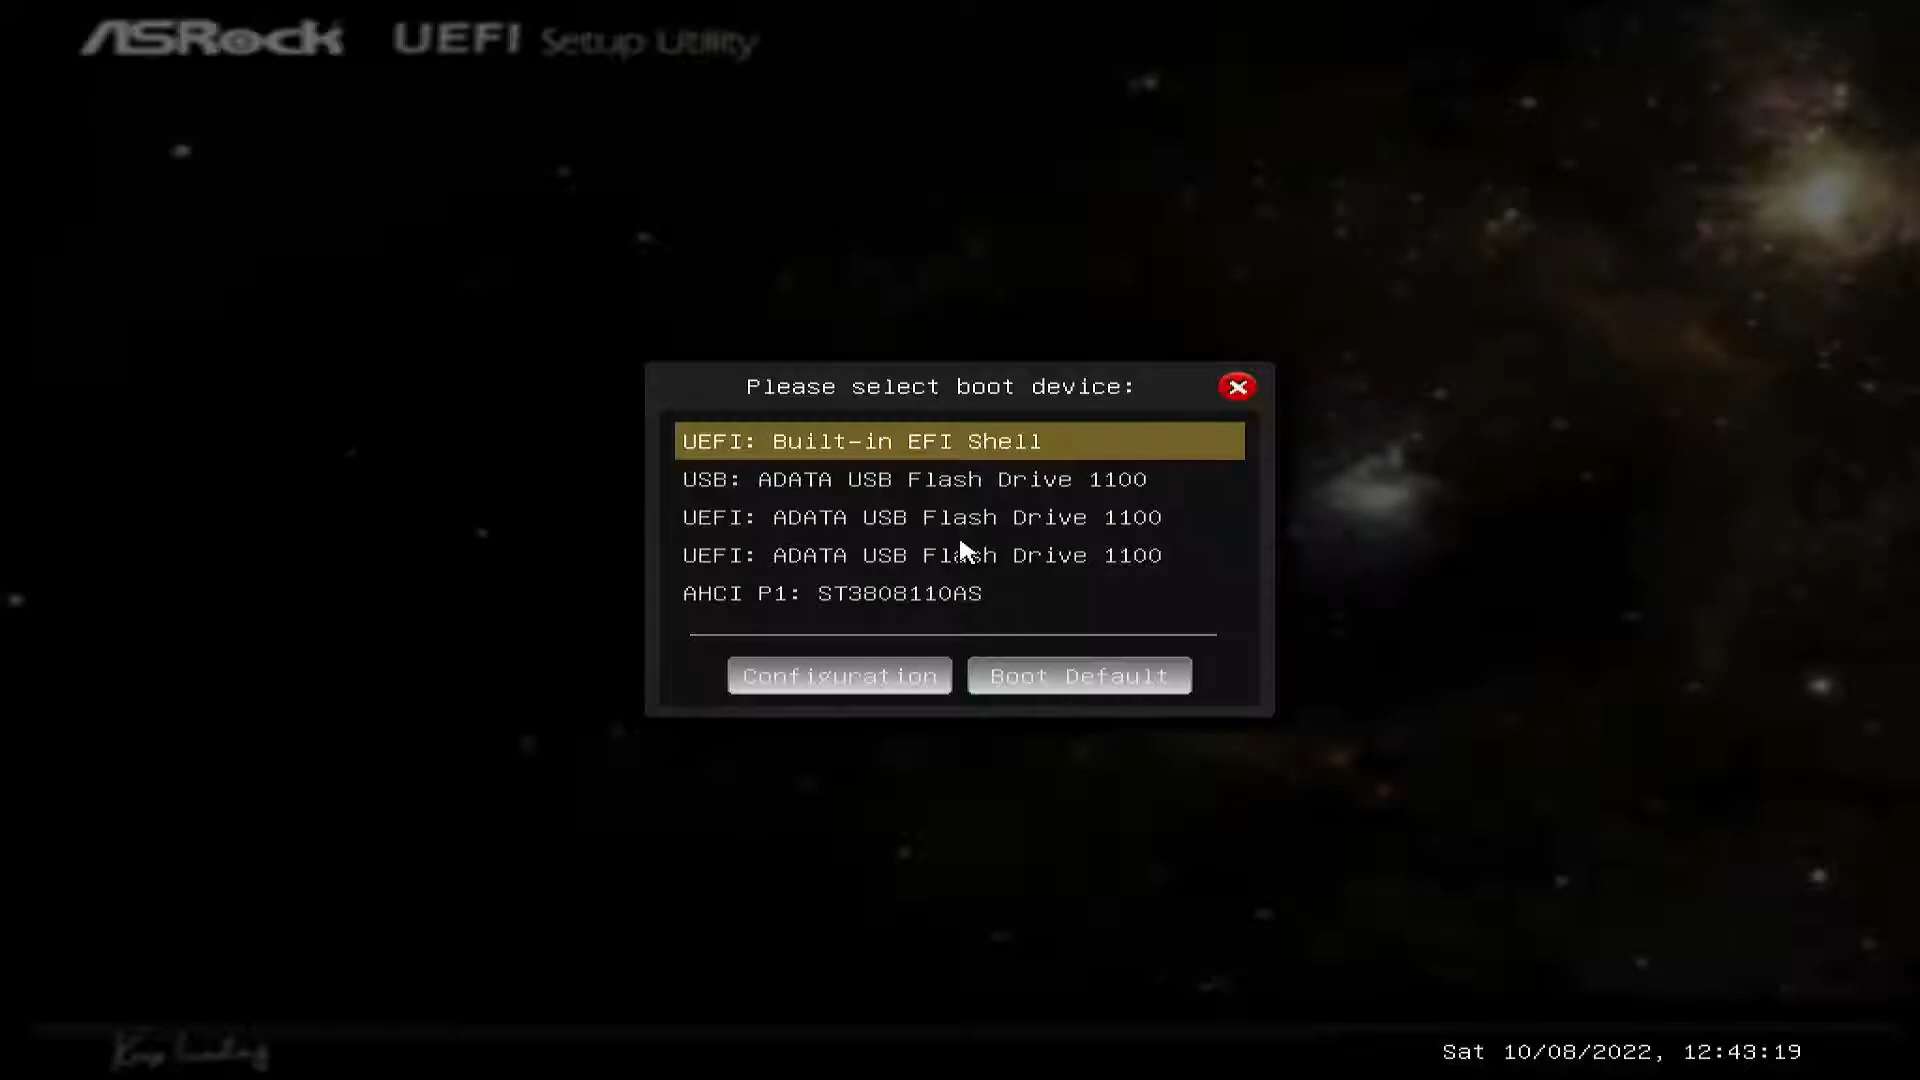 ASRock UEFI Setup Utility
Please select boot device:
UEFI: Built-in EFI Shell
USB: ADATA USB Flash Drive 1100
UEFI: ADATA USB Flash Drive 1100
UEFI: ADATA USB Flash Drive 1100
AHCI P1: ST3808110AS
Configuration Boot Default
Sat 10/08/2022, 12:43:19